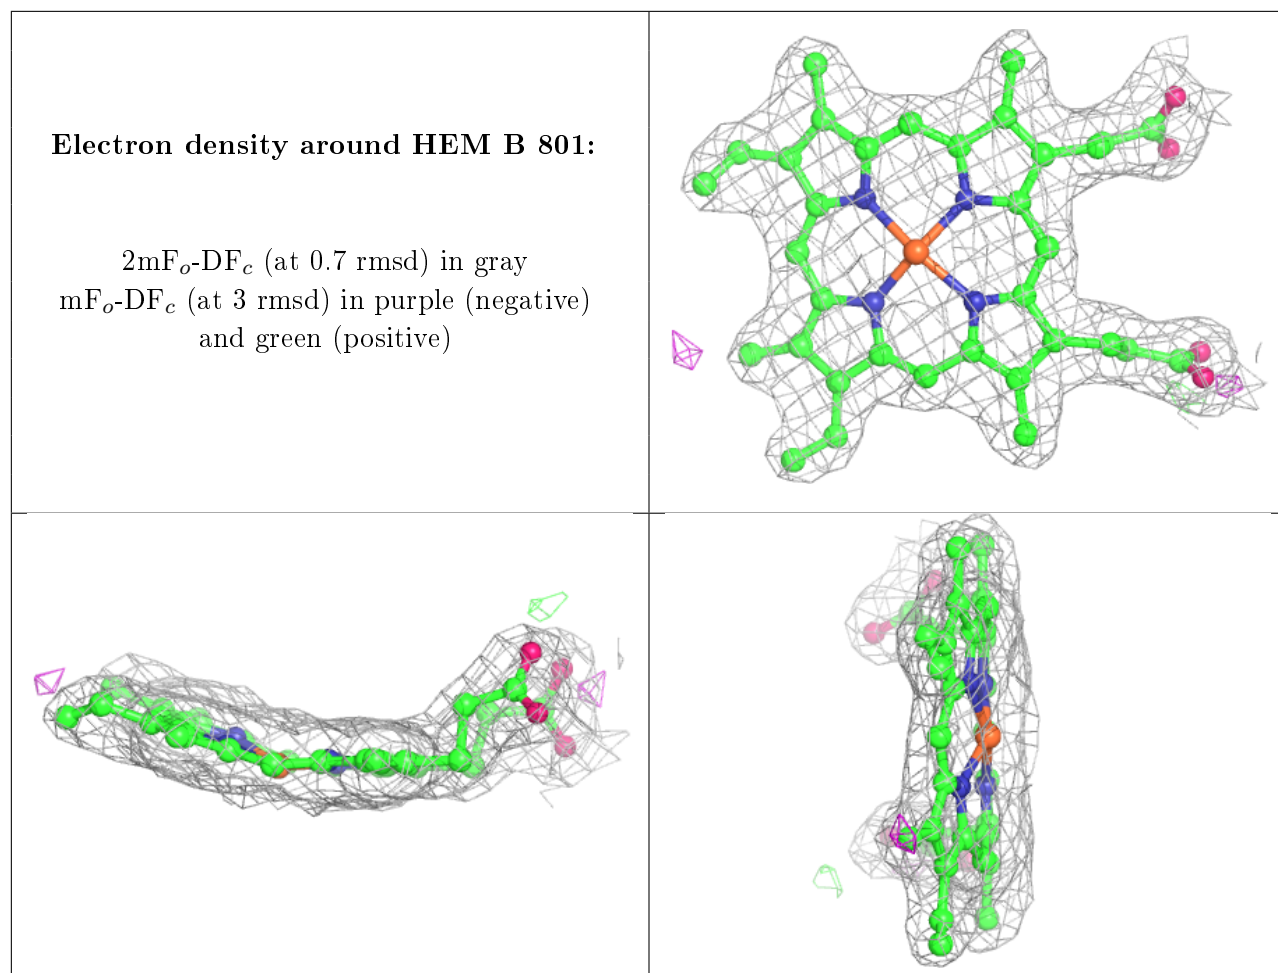 Electron density around HEM B 801:
2mFo-DFc (at 0.7 rmsd) in gray
mFo-DFc (at 3 rmsd) in purple (negative)
and green (positive)